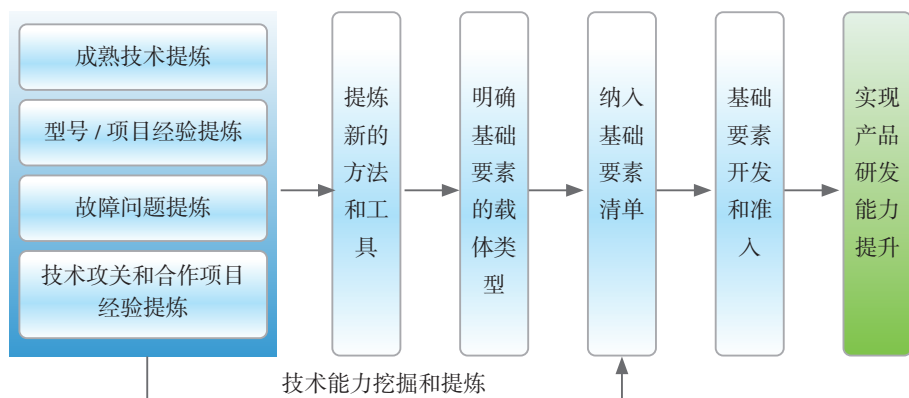 成熟技术提炼
型号 / 项目经验提炼
故障问题提炼
技术攻关和合作项目
经验提炼
提炼
新的
方法
和工
具
明确
基础
要素
的载
体类
型
纳入
基础
要素
清单
基础
要素
开发
和准
入
实现
产品
研发
能力
提升
技术能力挖掘和提炼